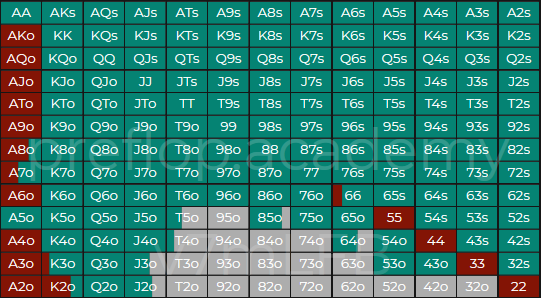 AA AKs AQs AJs ATs A9s A8s A7s A6s A5s A4s A3s A2s
AKo KK KQs KJs KTs K9s K8s K7s K6s K5s K4s K3s K2s
AQo KQo QQ QJs QTs Q9s Q8s Q7s Q6s Q5s Q4s Q3s Q2s
AJo KJo QJo JJ JTs J9s J8s J7s J6s J5s J4s J3s J2s
ATo KTo QTo JTo TT T9s T8s T7s T6s T5s T4s T3s T2s
A9o K9o Q9o J9o T9o 99 98s 97s 96s 95s 94s 93s 92s
A8o K8o Q8o J8o T8o 98o 88 87s 86s 85s 84s 83s 82s
A7o K7o Q7o J7o T7o 97o 87o 77 76s 75s 74s 73s 72s
preflop.academy
A6o K6o Q6o J6o T6o 96o 86o 76o 66 65s 64s 63s 62s
A5o K5o Q5o J5o T5o 95o 85o 75o 65o 55 54s 53s 52s
A4o K4o Q4o J4o T4o 94o 84o 74o 64o 54o 44 43s 42s
A3o K3o Q3o J3o T3o 93o 83o 73o 63o 53o 43o 33 32s
A2o K2o Q2o J2o T2o 92o 82o 72o 62o 52o 42o 32o 22